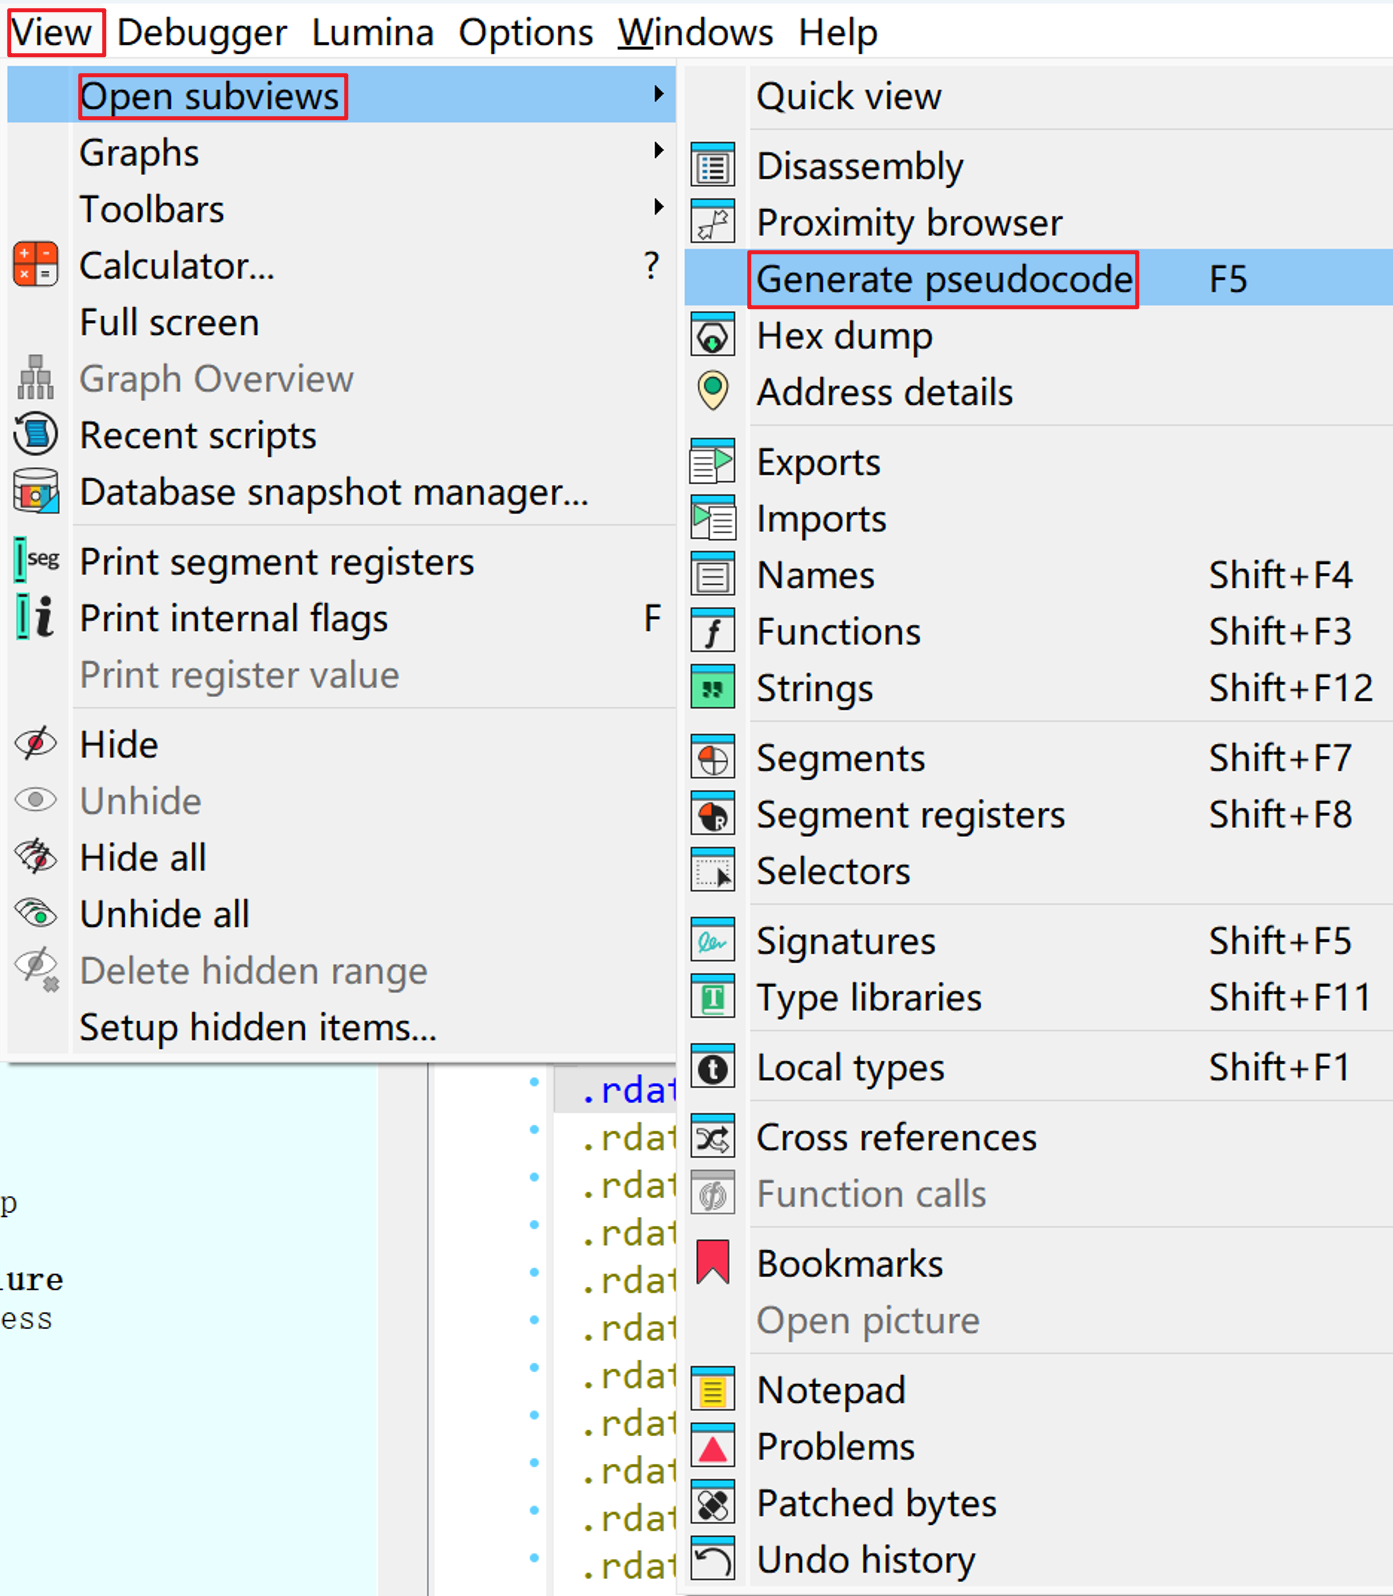 View Debugger Lumina Options Windows Help
Open subviews
Graphs
Toolbars
Calculator... ?
Full screen
Graph Overview
Recent scripts
Database snapshot manager...
seg Print segment registers
Print internal flags F
Print register value
Hide
Unhide
Hide all
Unhide all
Delete hidden range
Setup hidden items...
Quick view
Disassembly
Proximity browser
Generate pseudocode F5
Hex dump
Address details
Exports
Imports
Names Shift+F4
Functions Shift+F3
Strings Shift+F12
Segments Shift+F7
Segment registers Shift+F8
Selectors
Signatures Shift+F5
Type libraries Shift+F11
Local types Shift+F1
Cross references
Function calls
Bookmarks
Open picture
Notepad
Problems
Patched bytes
Undo history
p
ure
ess
.rdat
.rdat
.rdat
.rdat
.rdat
.rdat
.rdat
.rdat
.rdat
.rdat
.rdat